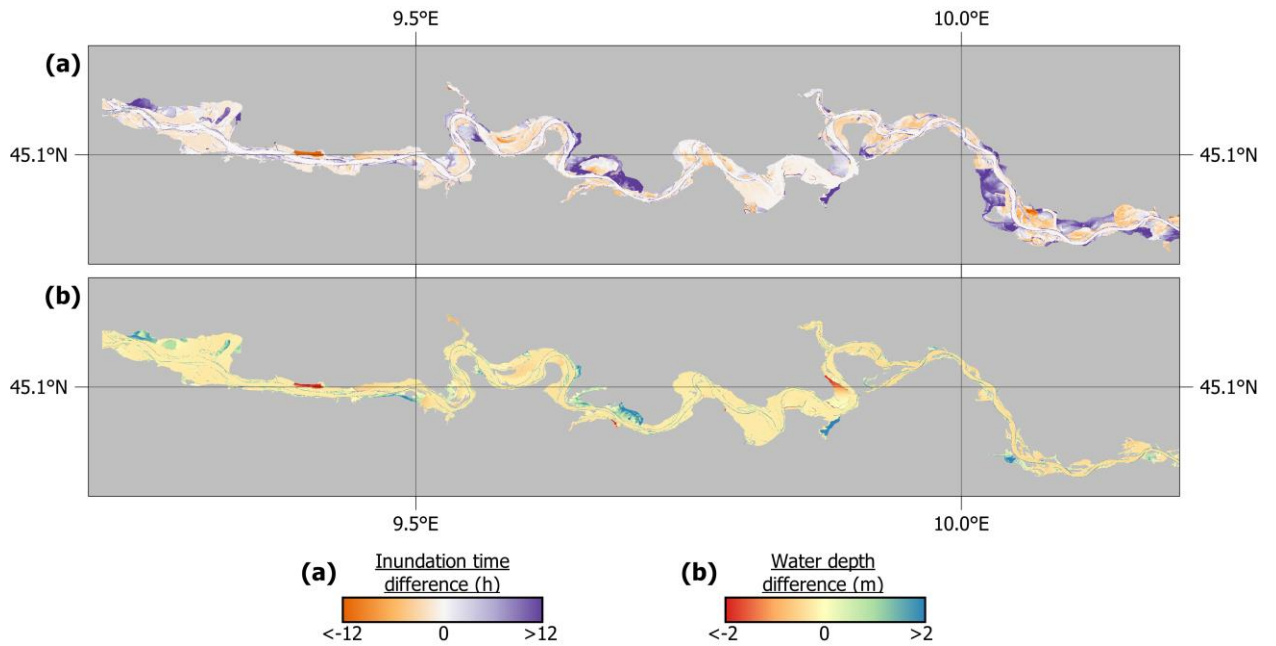 9.5°E 10.0°E
(a)
45.1°N 45.1°N
(b)
45.1°N 45.1°N
9.5°E 10.0°E
(a) Inundation time difference (h)
<-12 0 >12
(b) Water depth difference (m)
<-2 0 >2